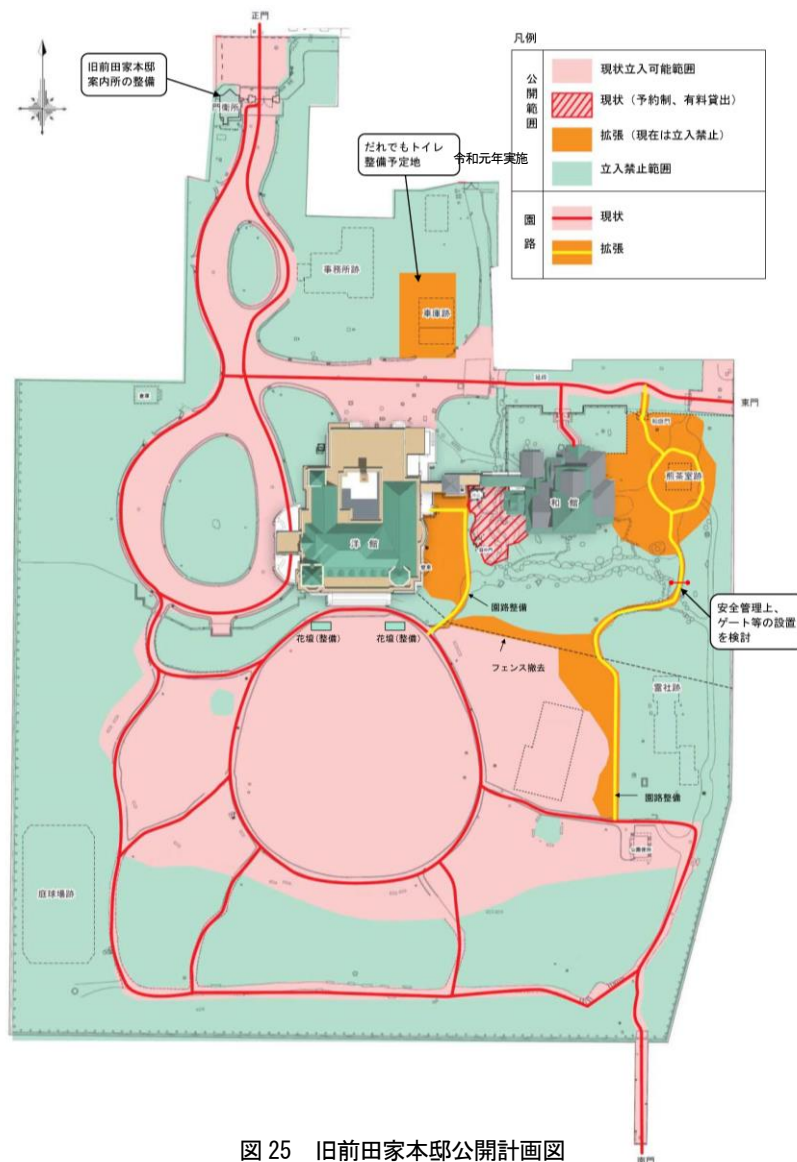 正門
旧前田家本邸
案内所の整備
門衛所
だれでもトイレ
整備予定地
令和元年実施
凡例
公開範囲
現状立入可能範囲
現状（予約制、有料貸出）
拡張（現在は立入禁止）
立入禁止範囲
園路
現状
拡張
事務所跡
車庫跡
倉庫
東門
和館
煎茶室跡
洋館
園路整備
安全管理上、
ゲート等の設置
を検討
花壇(整備)
花壇(整備)
フェンス撤去
霊社跡
園路整備
庭球場跡
南門
図 25 旧前田家本邸公開計画図